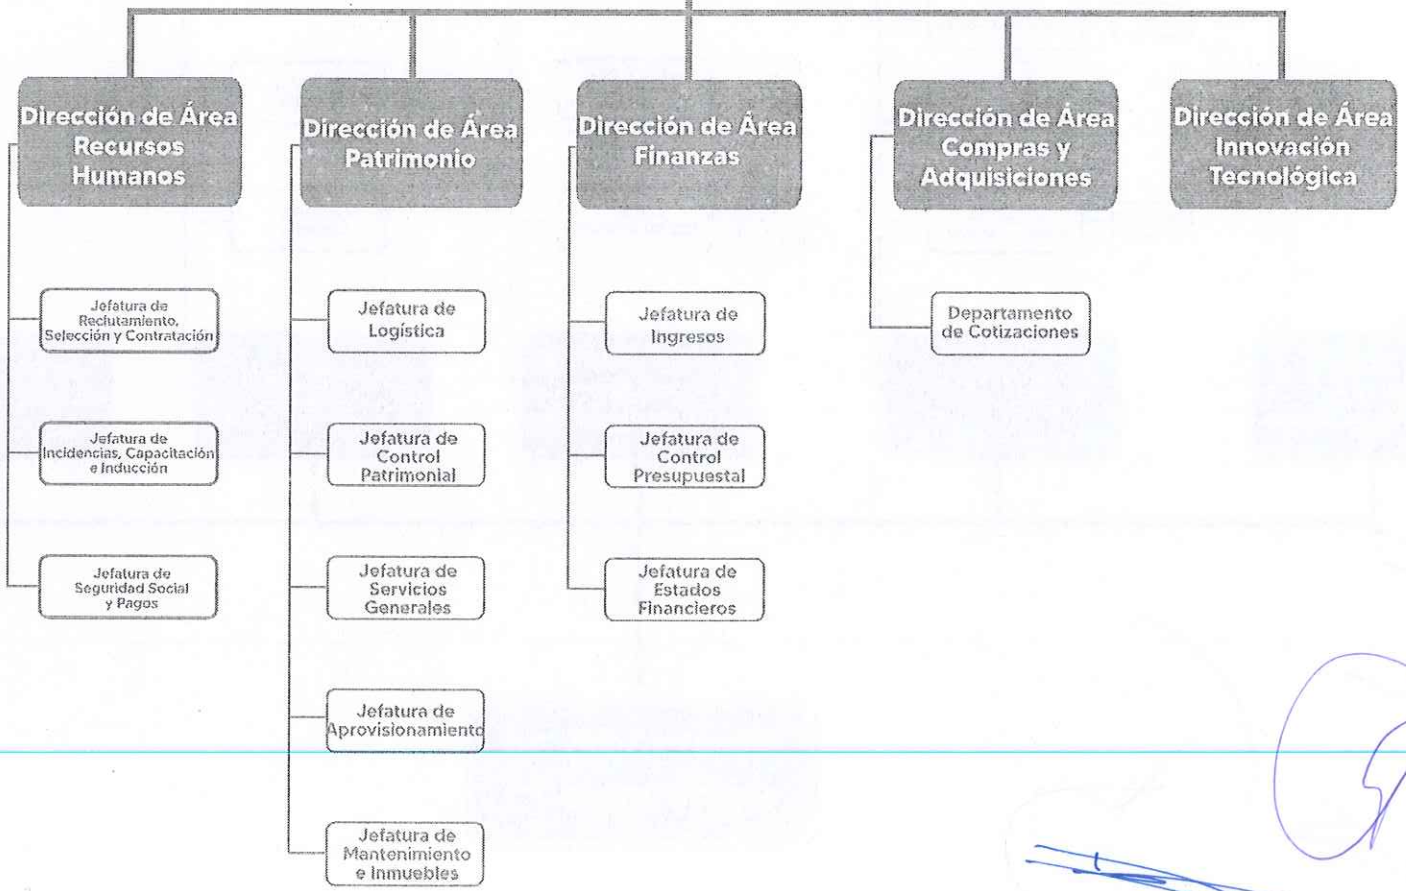 Dirección de Área
Recursos
Humanos
Jefatura de
Reclutamiento,
Selección y Contratación
Jefatura de
Incidencias, Capacitación
e Inducción
Jefatura de
Seguridad Social
y Pagos
Dirección de Área
Patrimonio
Jefatura de
Logística
Jefatura de
Control
Patrimonial
Jefatura de
Servicios
Generales
Jefatura de
Aprovisionamiento
Jefatura de
Mantenimiento
e Inmuebles
Dirección de Área
Finanzas
Jefatura de
Ingresos
Jefatura de
Control
Presupuestal
Jefatura de
Estados
Financieros
Dirección de Área
Compras y
Adquisiciones
Departamento
de Cotizaciones
Dirección de Área
Innovación
Tecnológica